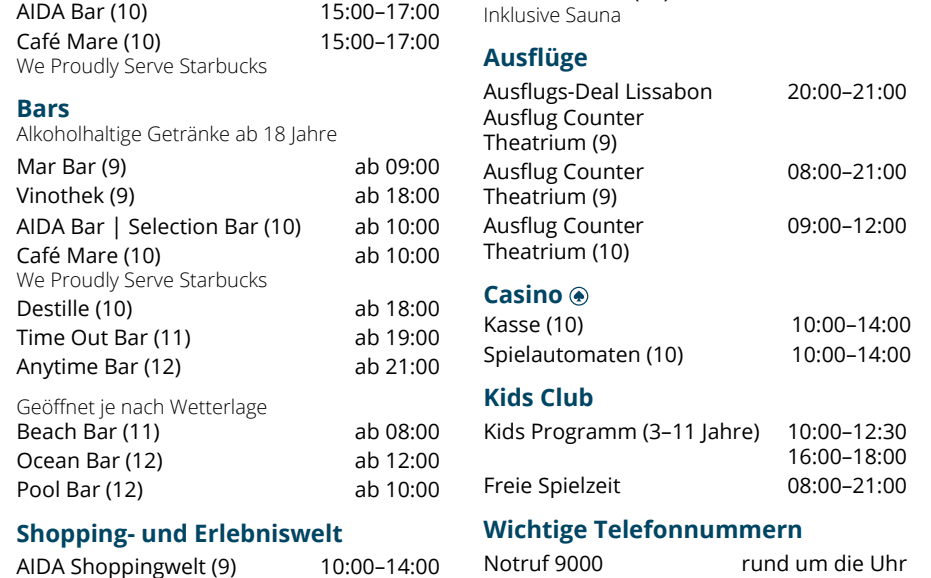 AIDA Bar (10) 15:00–17:00
Café Mare (10) 15:00–17:00
We Proudly Serve Starbucks
Bars
Alkoholhaltige Getränke ab 18 Jahre
Mar Bar (9) ab 09:00
Vinothek (9) ab 18:00
AIDA Bar | Selection Bar (10) ab 10:00
Café Mare (10) ab 10:00
We Proudly Serve Starbucks
Destille (10) ab 18:00
Time Out Bar (11) ab 19:00
Anytime Bar (12) ab 21:00
Geöffnet je nach Wetterlage
Beach Bar (11) ab 08:00
Ocean Bar (12) ab 12:00
Pool Bar (12) ab 10:00
Shopping- und Erlebniswelt
AIDA Shoppingwelt (9) 10:00–14:00
Inklusive Sauna
Ausflüge
Ausflugs-Deal Lissabon 20:00–21:00
Ausflug Counter
Theatrium (9)
Ausflug Counter 08:00–21:00
Theatrium (9)
Ausflug Counter 09:00–12:00
Theatrium (10)
Casino
Kasse (10) 10:00–14:00
Spielautomaten (10) 10:00–14:00
Kids Club
Kids Programm (3–11 Jahre) 10:00–12:30
16:00–18:00
Freie Spielzeit 08:00–21:00
Wichtige Telefonnummern
Notruf 9000 rund um die Uhr